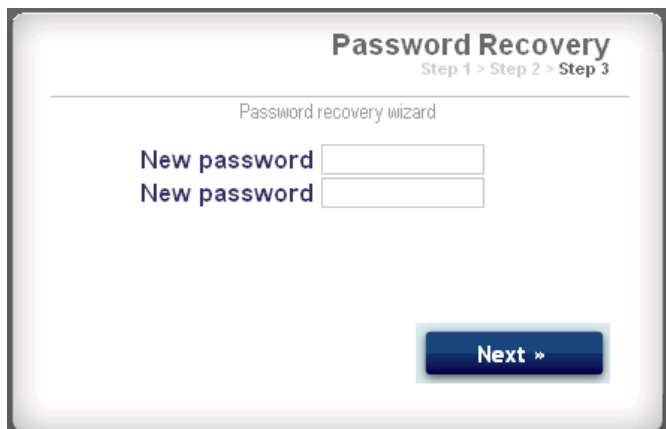 Password Recovery
Step 1 > Step 2 > Step 3
Password recovery wizard
New password
New password
Next »